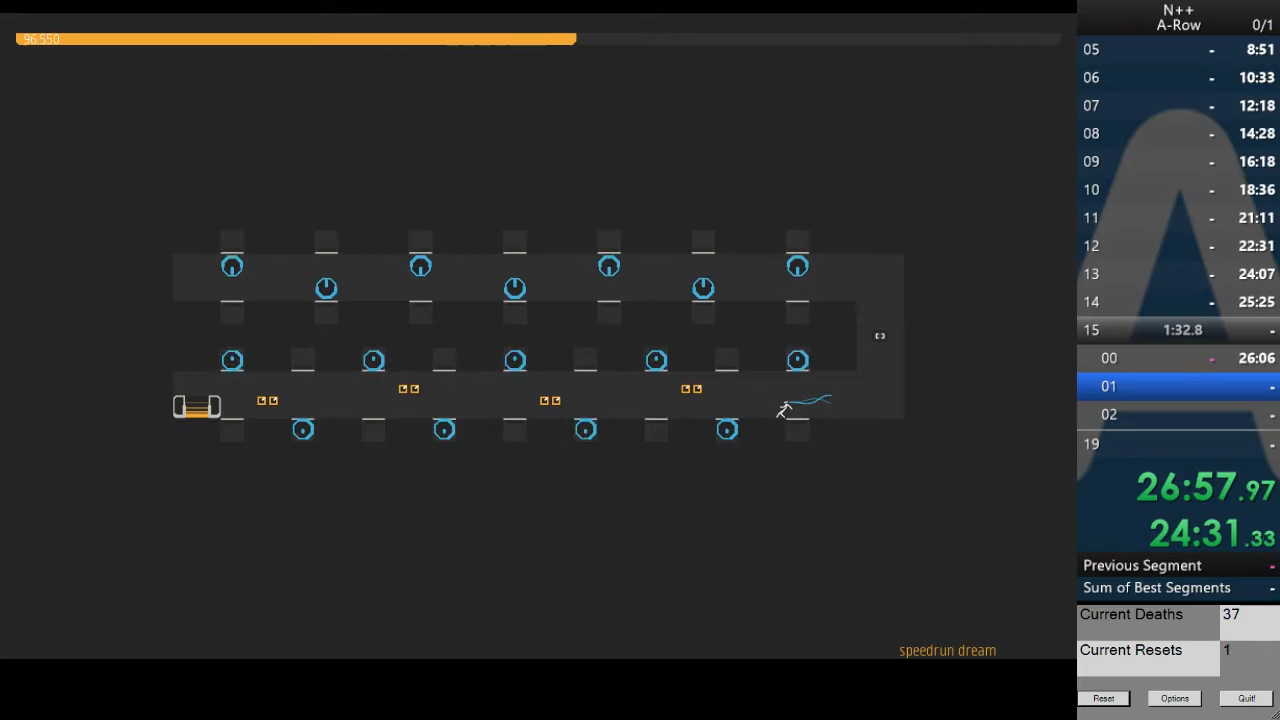 96.550
speedrun dream
N++
A-Row 0/1
05 - 8:51
06 - 10:33
07 - 12:18
08 - 14:28
09 - 16:18
10 - 18:36
11 - 21:11
12 - 22:31
13 - 24:07
14 - 25:25
15 1:32.8 -
00 - 26:06
01
02 -
19 -
26:57.97
24:31.33
Previous Segment -
Sum of Best Segments -
Current Deaths 37
Current Resets 1
Reset Options Quit!